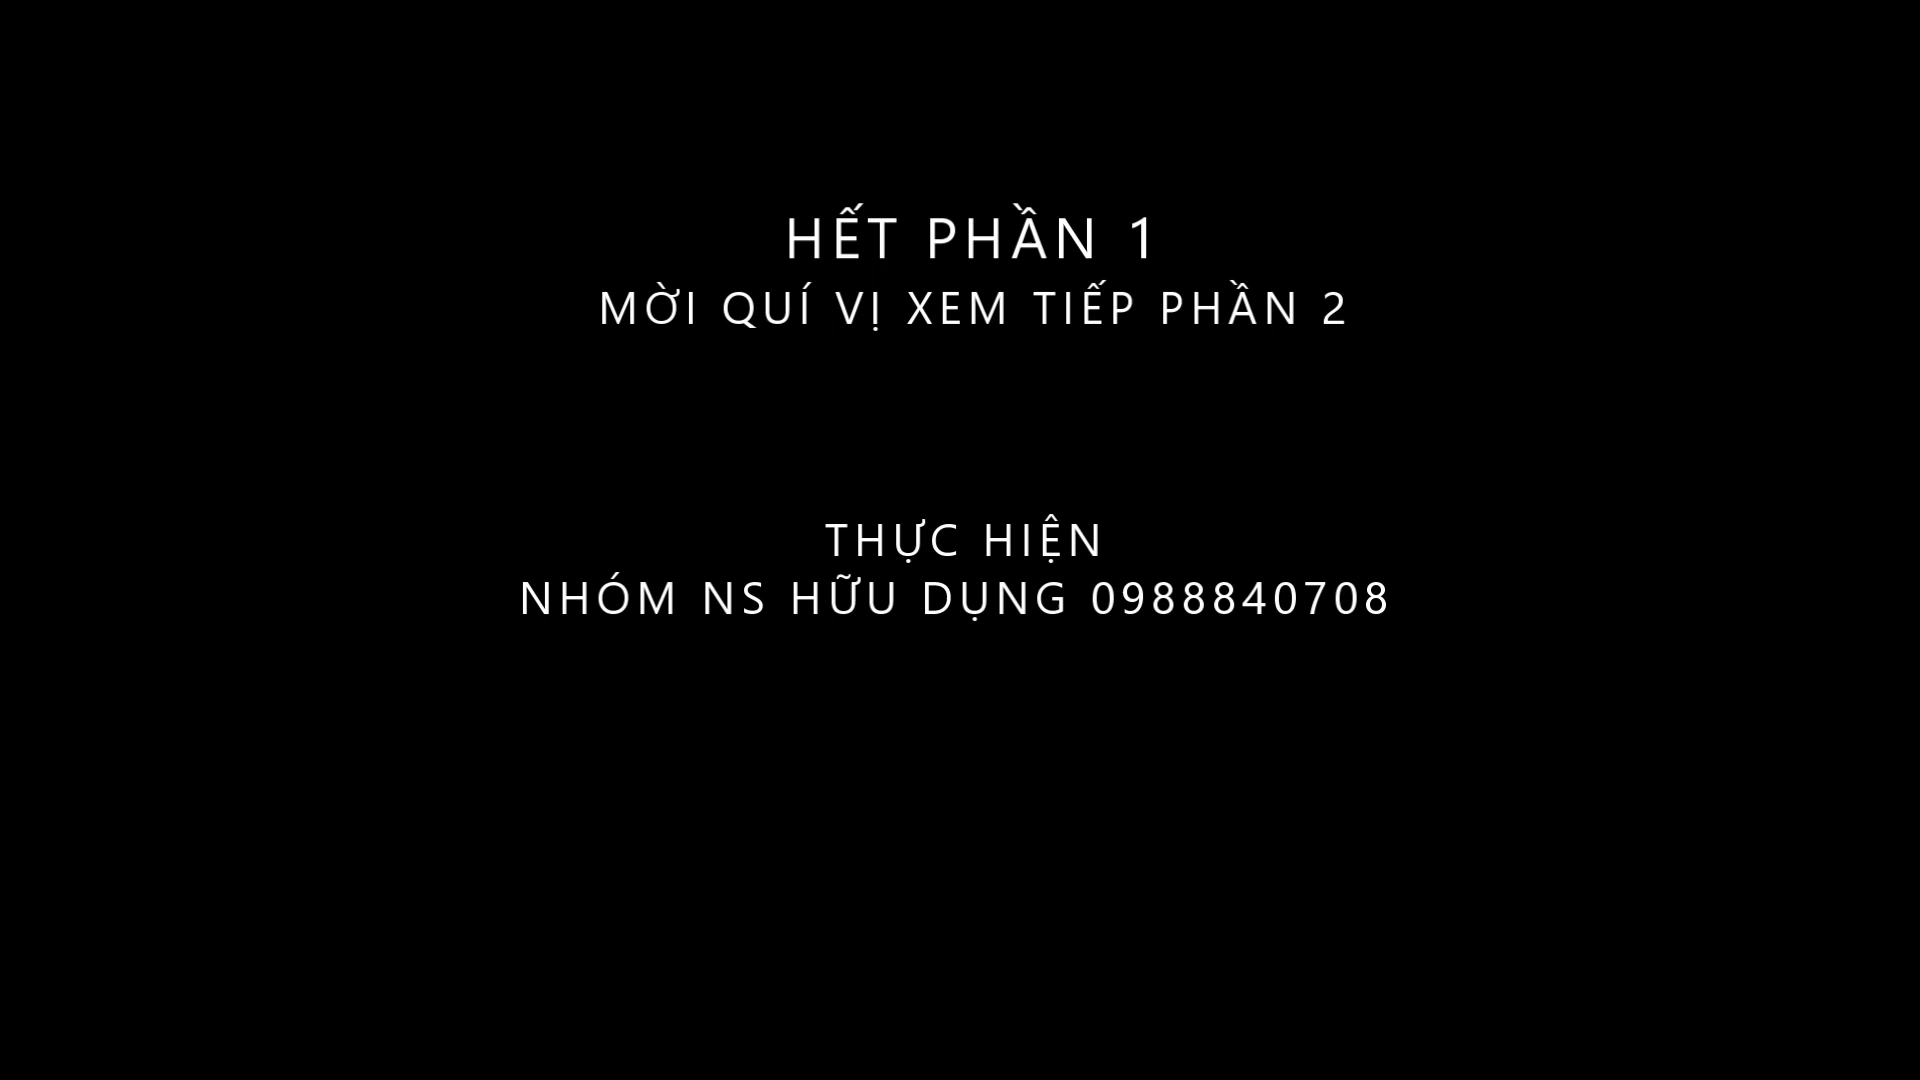 HẾT PHẦN 1
MỜI QUÍ VỊ XEM TIẾP PHẦN 2
THỰC HIỆN
NHÓM NS HỮU DỤNG 0988840708